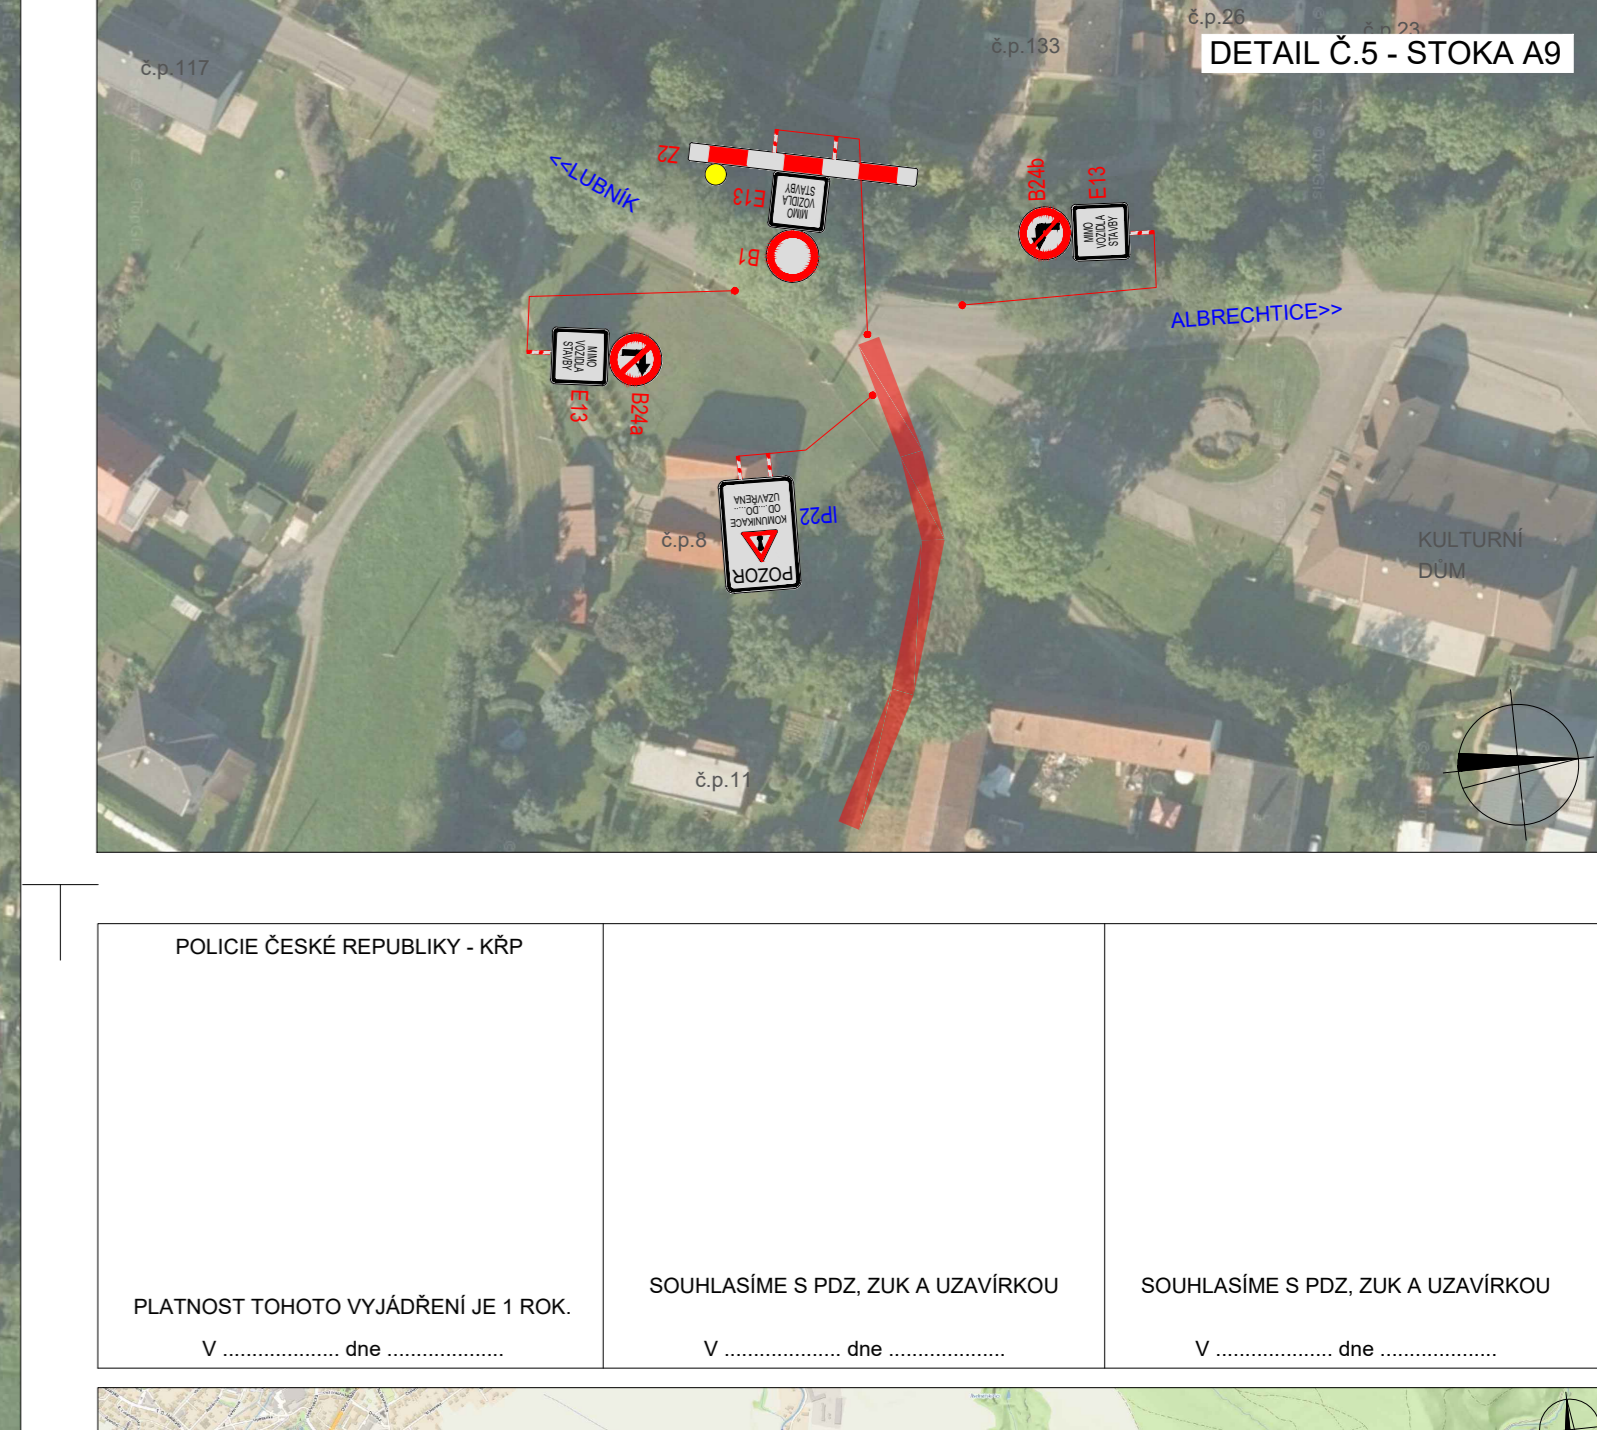 č.p.26
č.p.23
č.p.133
DETAIL Č.5 - STOKA A9
č.p.117
Z2
<<LUBNÍK
E13
MIMO
VOZIDLA
STAVBY
B1
B24b
E13
MIMO
VOZIDLA
STAVBY
ALBRECHTICE>>
MIMO
VOZIDLA
STAVBY
E13
B24a
IP22
POZOR
KOMUNIKACE
OD....DO.....
UZAVŘENA
č.p.8
KULTURNÍ
DŮM
č.p.11
POLICIE ČESKÉ REPUBLIKY - KŘP
PLATNOST TOHOTO VYJÁDŘENÍ JE 1 ROK.
V .................... dne ....................
SOUHLASÍME S PDZ, ZUK A UZAVÍRKOU
V .................... dne ....................
SOUHLASÍME S PDZ, ZUK A UZAVÍRKOU
V .................... dne ....................